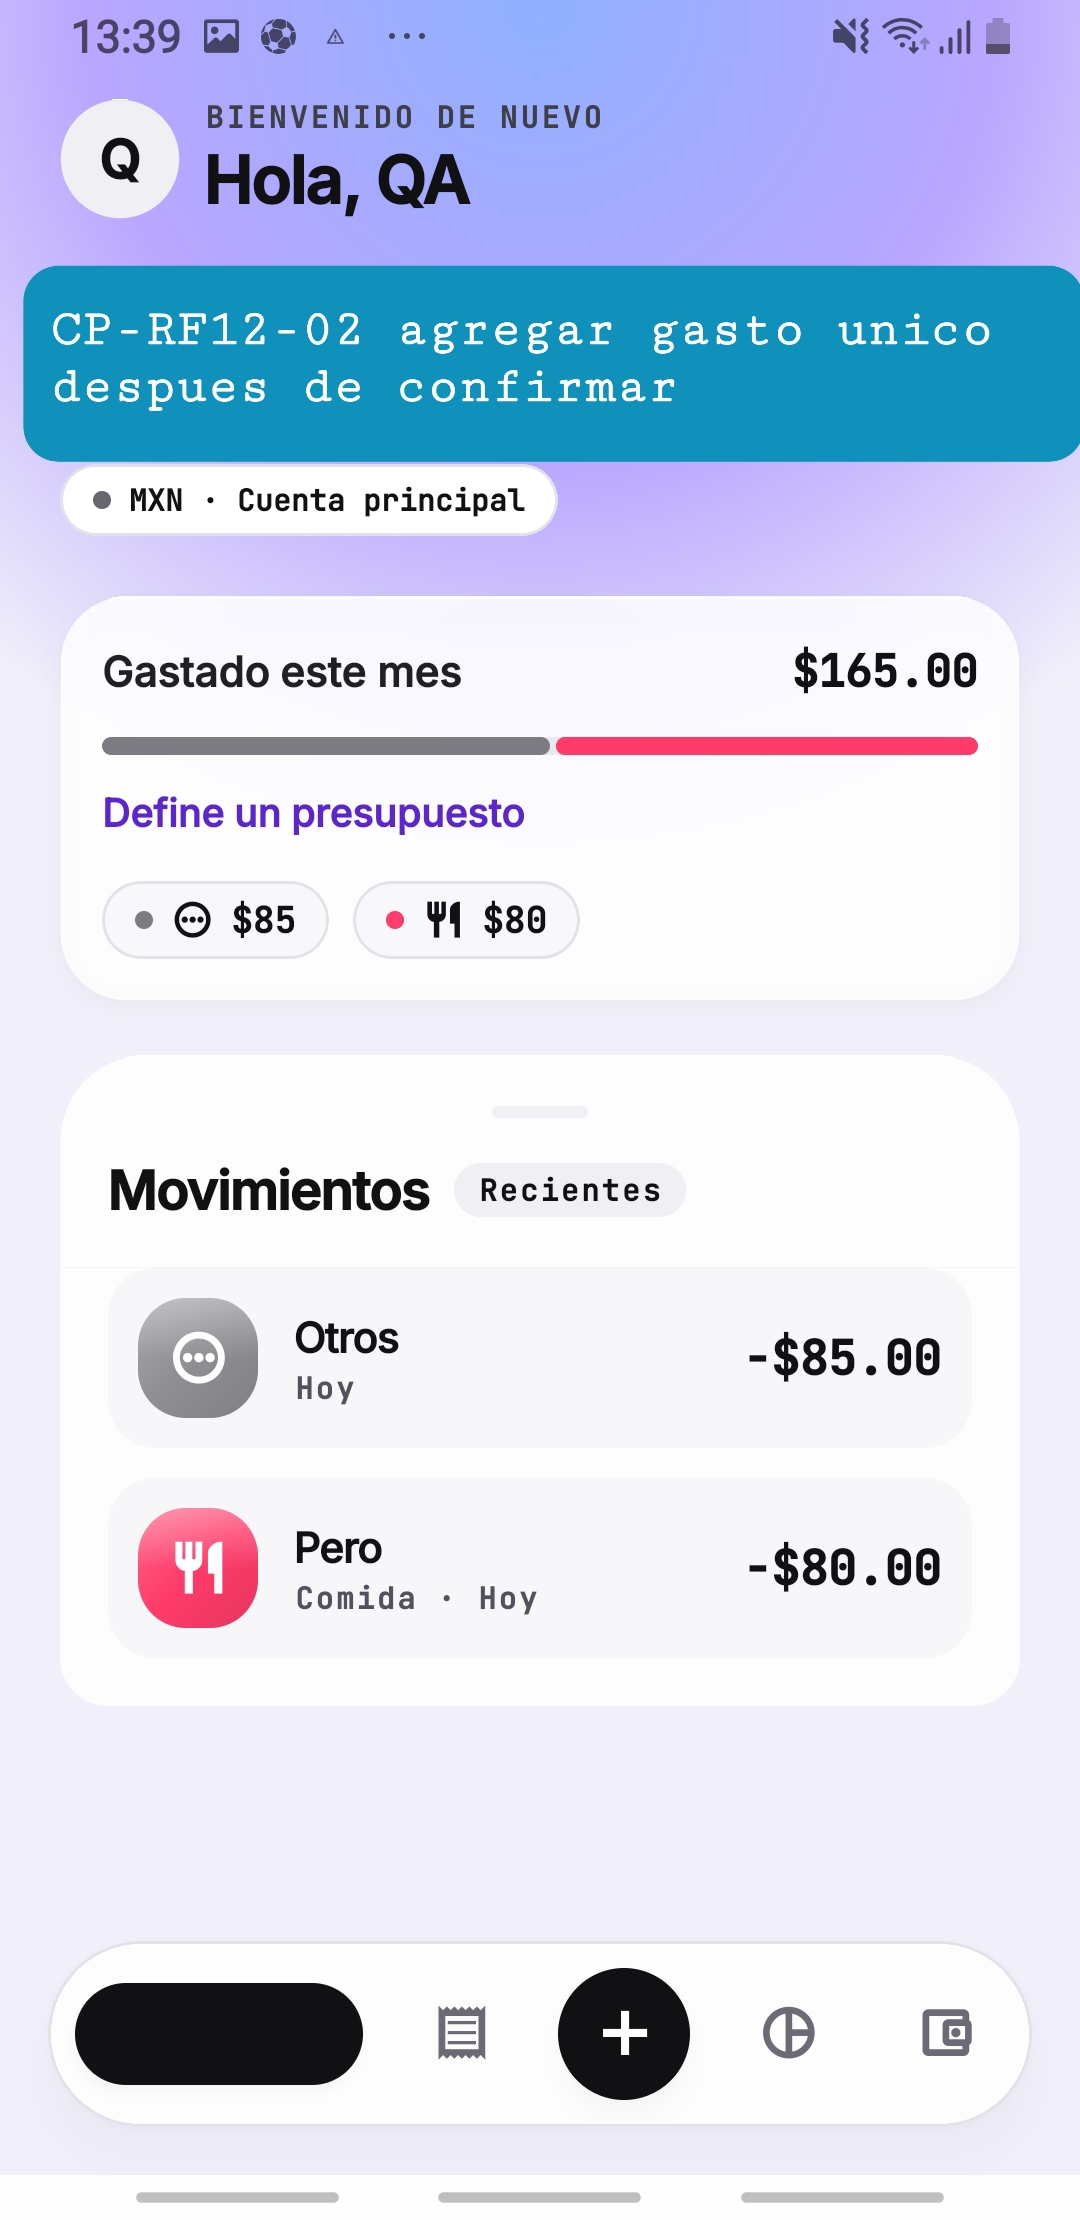 13:39
Q
BIENVENIDO DE NUEVO
Hola, QA
CP-RF12-02 agregar gasto unico
despues de confirmar
MXN · Cuenta principal
Gastado este mes $165.00
Define un presupuesto
$85 $80
Movimientos Recientes
Otros
Hoy
-$85.00
Pero
Comida · Hoy
-$80.00